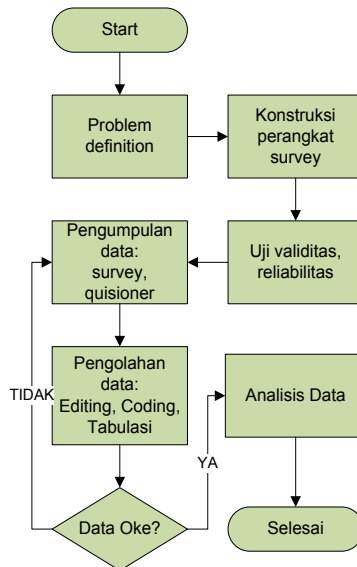 Start
Problem
definition
Konstruksi
perangkat
survey
Uji validitas,
reliabilitas
Pengumpulan
data:
survey,
quisioner
Pengolahan
data:
Editing, Coding,
Tabulasi
Data Oke?
TIDAK
YA
Analisis Data
Selesai